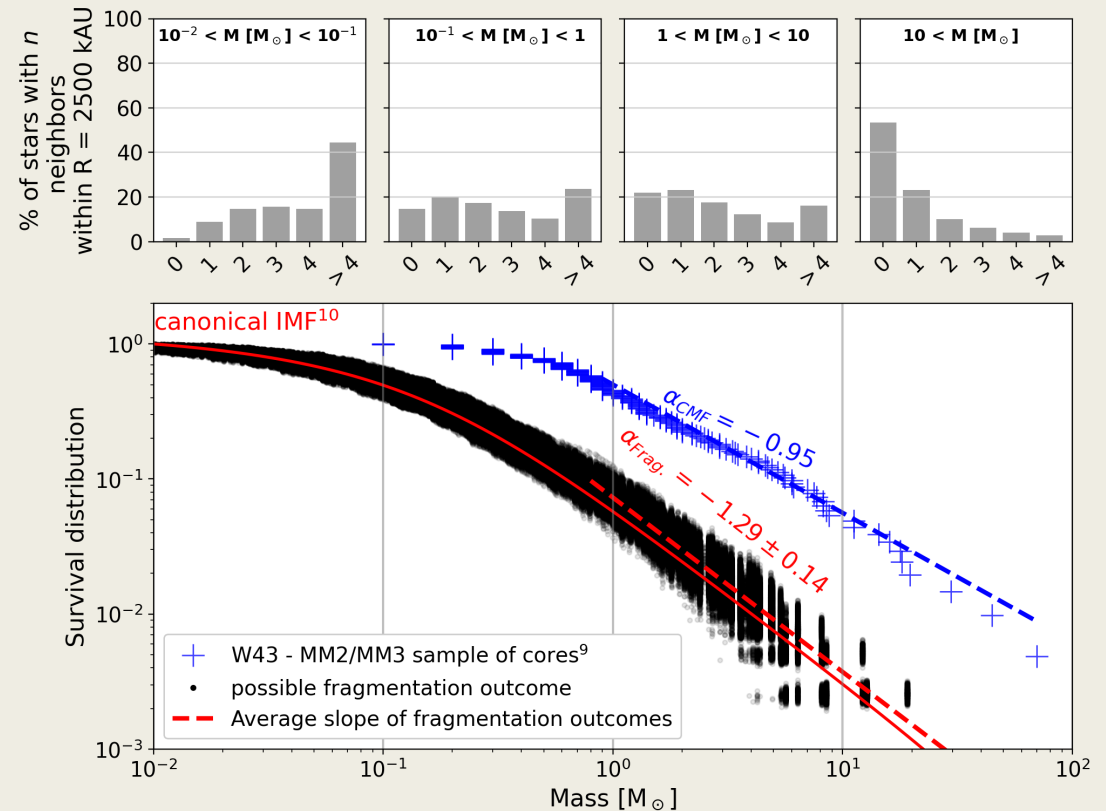 % of stars with n
neighbors
within R = 2500 kAU
100
80
60
40
20
0
10⁻² < M [M☉] < 10⁻¹
10⁻¹ < M [M☉] < 1
1 < M [M☉] < 10
10 < M [M☉]
0 1 2 3 4 > 4
0 1 2 3 4 > 4
0 1 2 3 4 > 4
0 1 2 3 4 > 4
Survival distribution
10⁰
10⁻¹
10⁻²
10⁻³
canonical IMF¹⁰
α_CMF = −0.95
α_Frag. = −1.29 ± 0.14
W43 - MM2/MM3 sample of cores⁹
possible fragmentation outcome
Average slope of fragmentation outcomes
10⁻² 10⁻¹ 10⁰ 10¹ 10²
Mass [M☉]